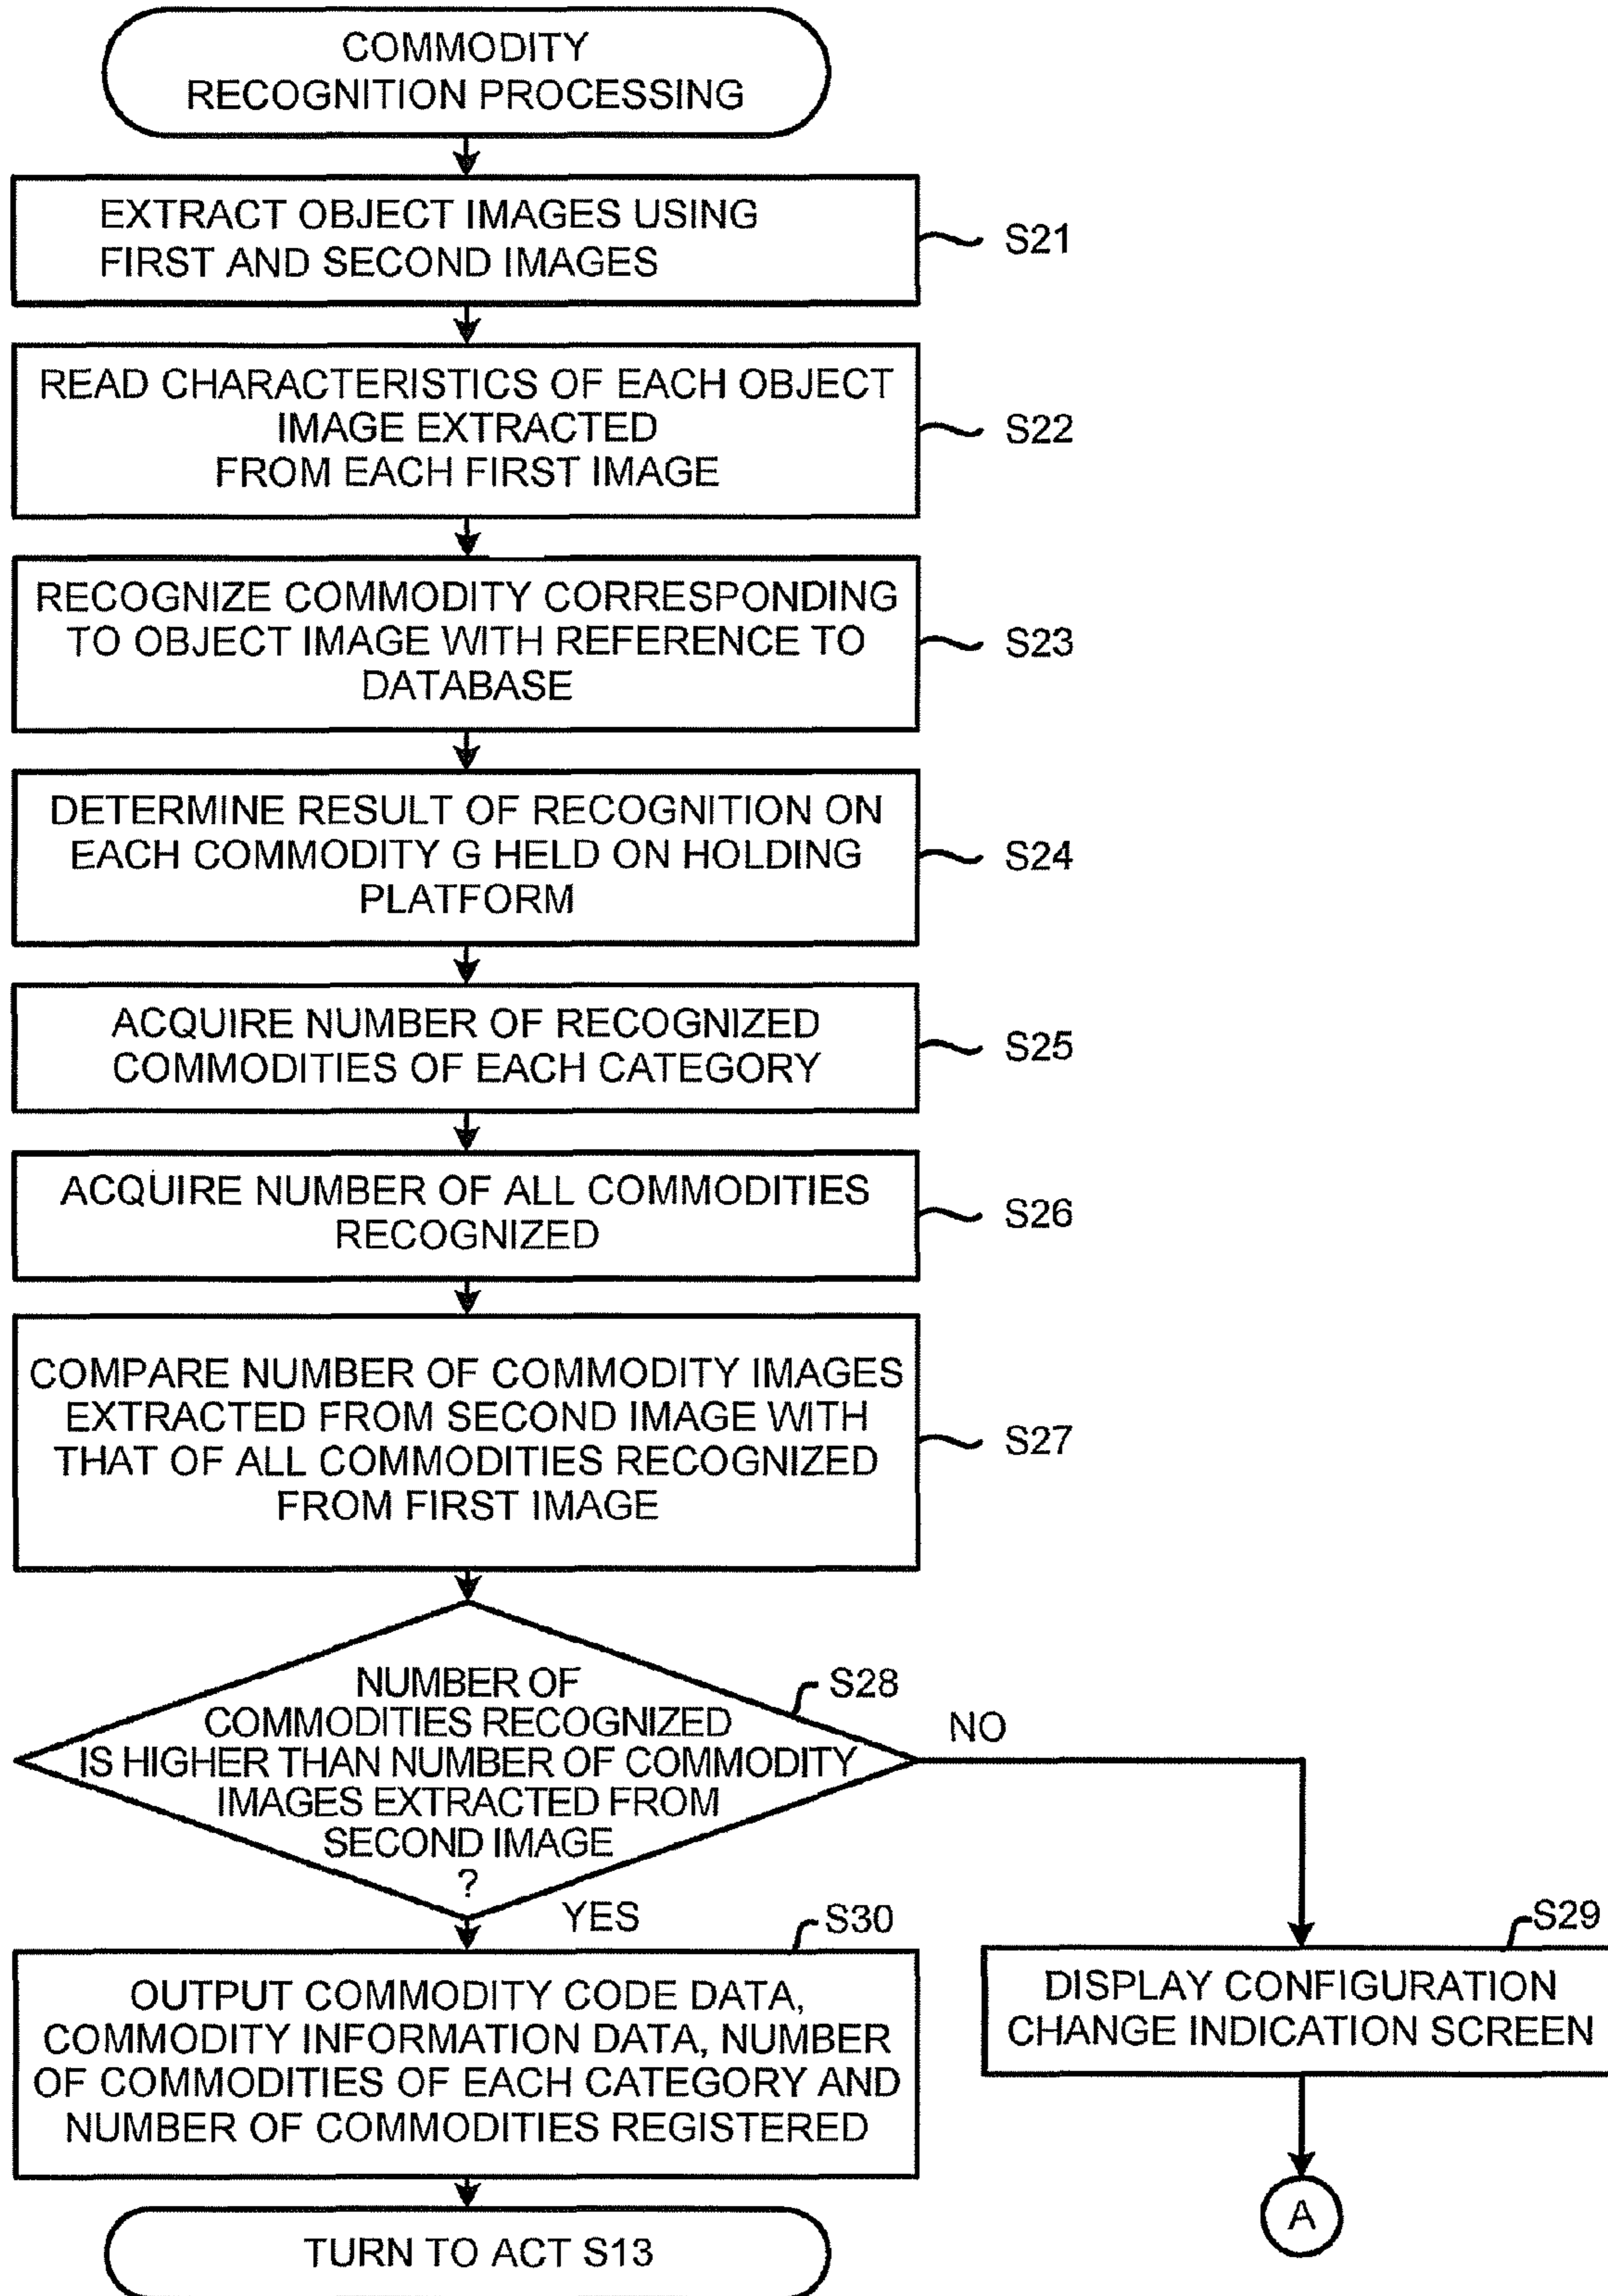 COMMODITY
RECOGNITION PROCESSING
EXTRACT OBJECT IMAGES USING
FIRST AND SECOND IMAGES
S21
READ CHARACTERISTICS OF EACH OBJECT
IMAGE EXTRACTED
FROM EACH FIRST IMAGE
S22
RECOGNIZE COMMODITY CORRESPONDING
TO OBJECT IMAGE WITH REFERENCE TO
DATABASE
S23
DETERMINE RESULT OF RECOGNITION ON
EACH COMMODITY G HELD ON HOLDING
PLATFORM
S24
ACQUIRE NUMBER OF RECOGNIZED
COMMODITIES OF EACH CATEGORY
S25
ACQUIRE NUMBER OF ALL COMMODITIES
RECOGNIZED
S26
COMPARE NUMBER OF COMMODITY IMAGES
EXTRACTED FROM SECOND IMAGE WITH
THAT OF ALL COMMODITIES RECOGNIZED
FROM FIRST IMAGE
S27
NUMBER OF
COMMODITIES RECOGNIZED
IS HIGHER THAN NUMBER OF COMMODITY
IMAGES EXTRACTED FROM
SECOND IMAGE
?
S28
NO
YES
S30
OUTPUT COMMODITY CODE DATA,
COMMODITY INFORMATION DATA, NUMBER
OF COMMODITIES OF EACH CATEGORY AND
NUMBER OF COMMODITIES REGISTERED
S29
DISPLAY CONFIGURATION
CHANGE INDICATION SCREEN
A
TURN TO ACT S13